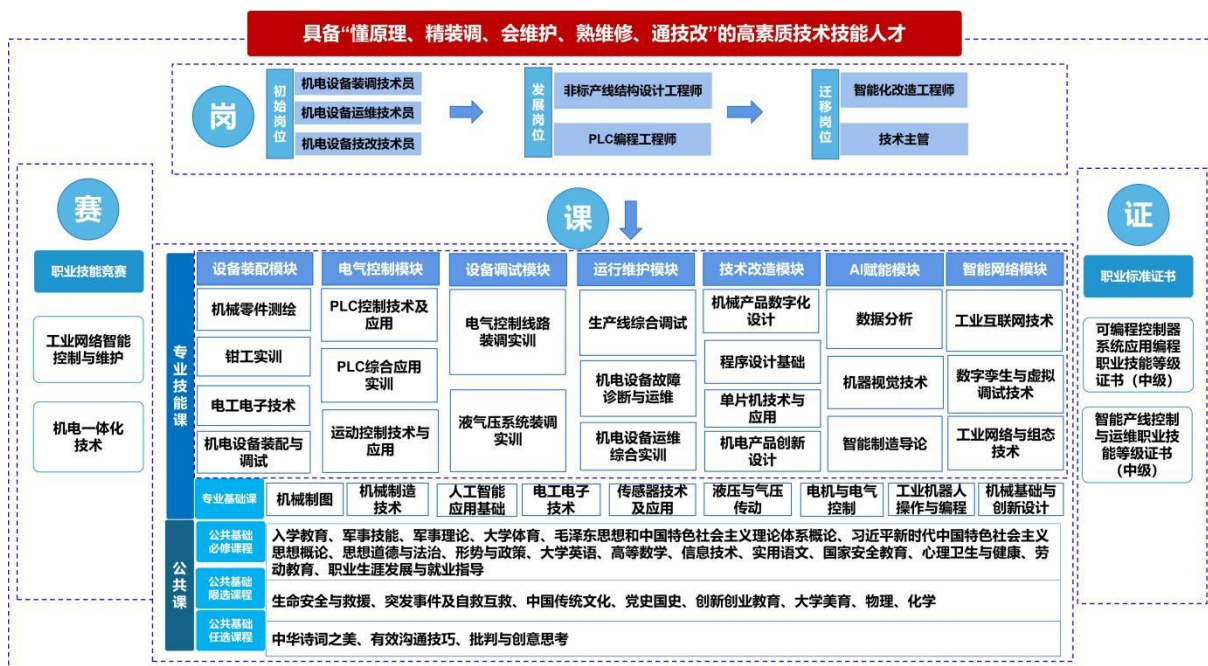 具备“懂原理、精装调、会维护、熟维修、通技改”的高素质技术技能人才
岗
初始岗位
机电设备装调技术员
机电设备运维技术员
机电设备技改技术员
发展岗位
非标产线结构设计工程师
PLC编程工程师
迁移岗位
智能化改造工程师
技术主管
赛
职业技能竞赛
工业网络智能
控制与维护
机电一体化
技术
课
专业技能课
设备装配模块
机械零件测绘
钳工实训
电工电子技术
机电设备装配与
调试
电气控制模块
PLC控制技术及
应用
PLC综合应用
实训
运动控制技术与
应用
设备调试模块
电气控制线路
装调实训
液气压系统装调
实训
运行维护模块
生产线综合调试
机电设备故障
诊断与运维
机电设备运维
综合实训
技术改造模块
机械产品数字化
设计
程序设计基础
单片机技术与
应用
机电产品创新
设计
AI赋能模块
数据分析
机器视觉技术
智能制造导论
智能网络模块
工业互联网技术
数字孪生与虚拟
调试技术
工业网络与组态
技术
专业基础课
机械制图
机械制造
技术
人工智能
应用基础
电工电子
技术
传感器技术
及应用
液压与气压
传动
电机与电气
控制
工业机器人
操作与编程
机械基础与
创新设计
公共课
公共基础
必修课程
入学教育、军事技能、军事理论、大学体育、毛泽东思想和中国特色社会主义理论体系概论、习近平新时代中国特色社会主义
思想概论、思想道德与法治、形势与政策、大学英语、高等数学、信息技术、实用语文、国家安全教育、心理卫生与健康、劳
动教育、职业生涯发展与就业指导
公共基础
限选课程
生命安全与救援、突发事件及自救互救、中国传统文化、党史国史、创新创业教育、大学美育、物理、化学
公共基础
任选课程
中华诗词之美、有效沟通技巧、批判与创意思考
证
职业标准证书
可编程控制器
系统应用编程
职业技能等级
证书（中级）
智能产线控制
与运维职业技
能等级证书
（中级）